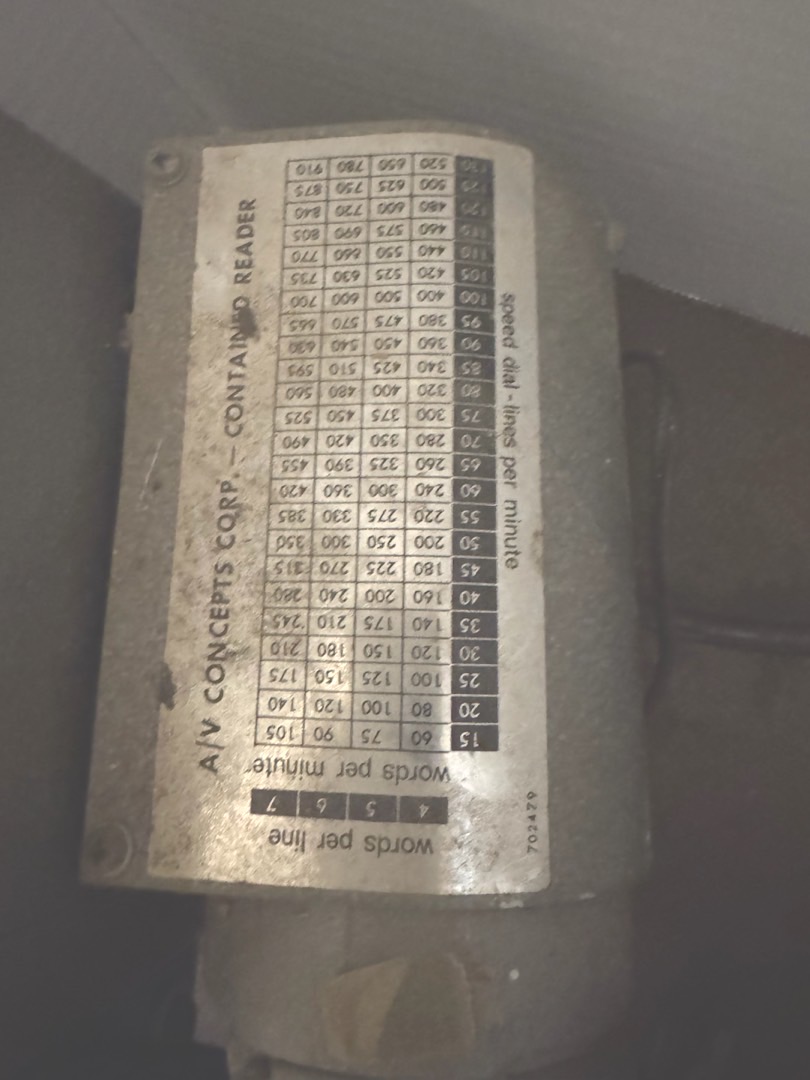 702479
words per line
4 5 6 7
words per minute
speed dial - lines per minute
15 60 75 90 105
20 80 100 120 140
25 100 125 150 175
30 120 150 180 210
35 140 175 210 245
40 160 200 240 280
45 180 225 270 315
50 200 250 300 350
55 220 275 330 385
60 240 300 360 420
65 260 325 390 455
70 280 350 420 490
75 300 375 450 525
80 320 400 480 560
85 340 425 510 595
90 360 450 540 630
95 380 475 570 665
100 400 500 600 700
105 420 525 630 735
110 440 550 660 770
115 460 575 690 805
120 480 600 720 840
125 500 625 750 875
130 520 650 780 910
A/V CONCEPTS CORP. – CONTAINED READER